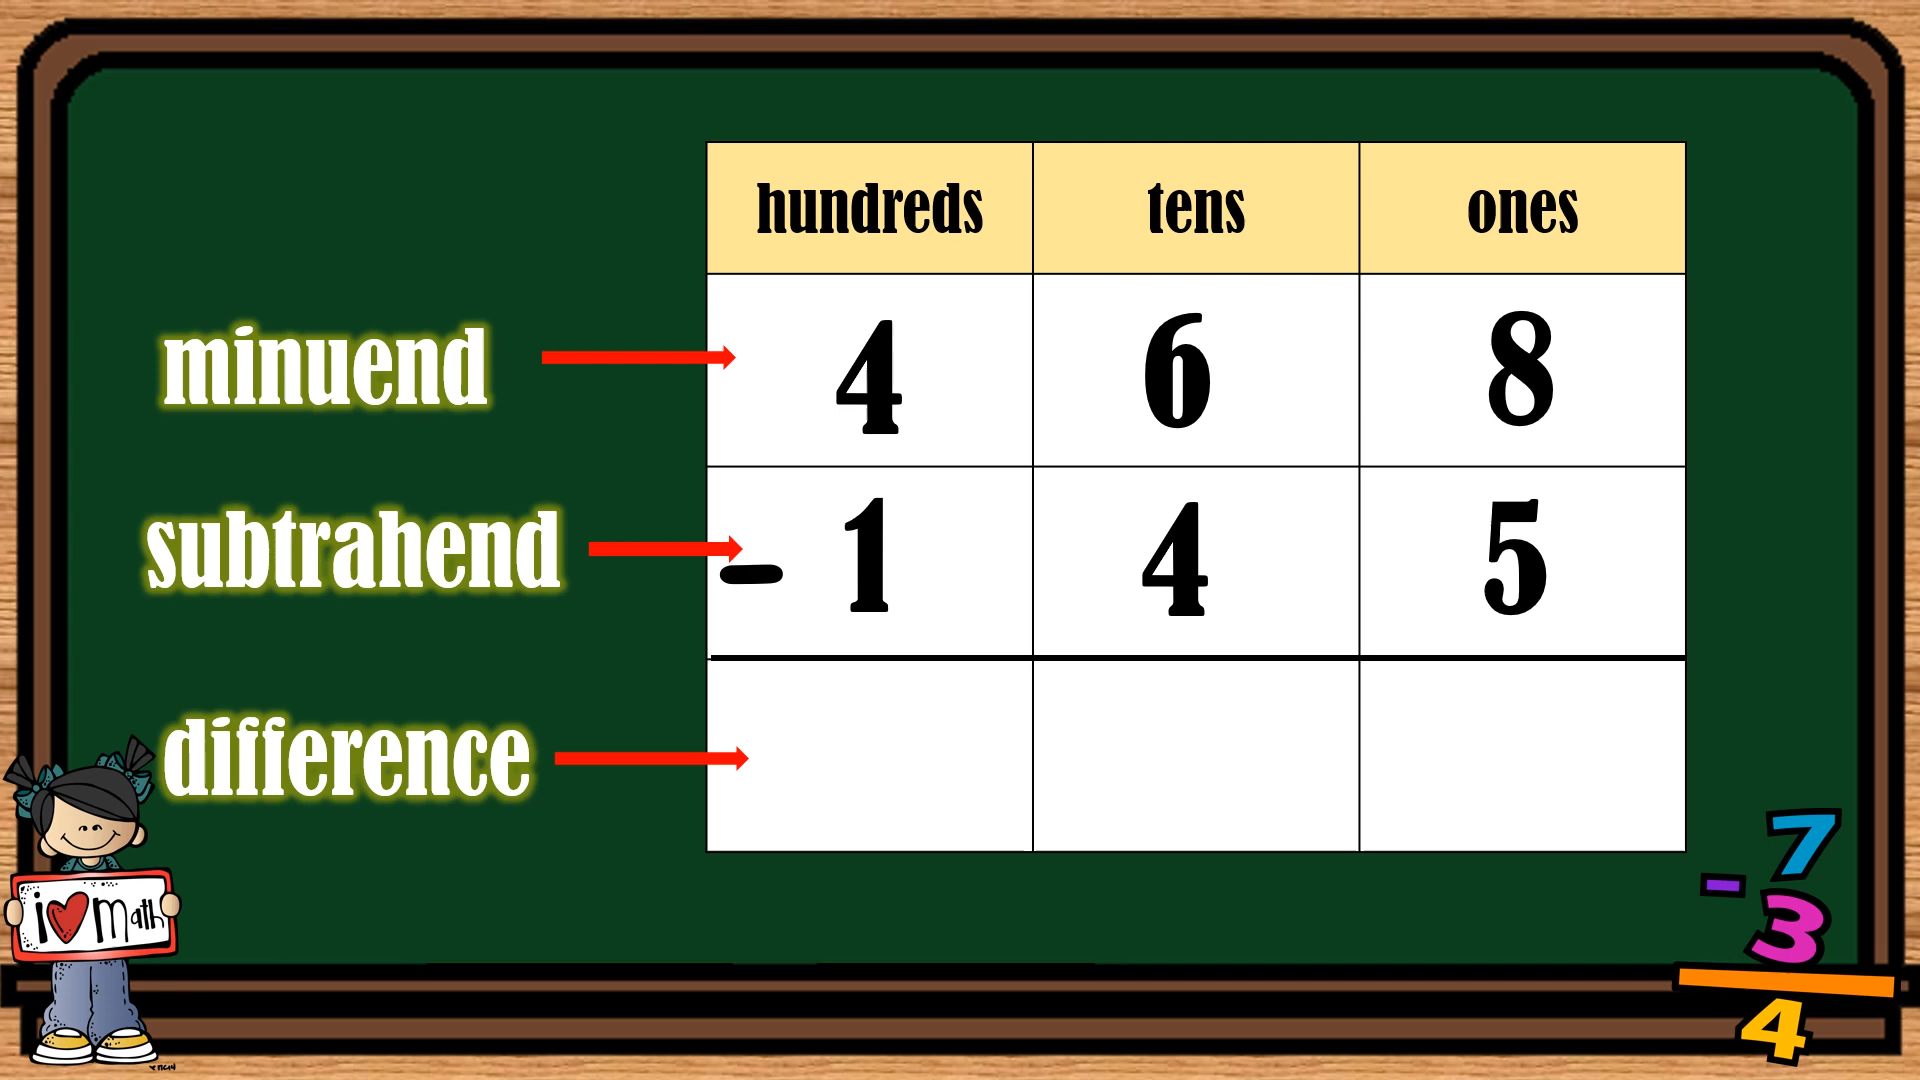 hundreds tens ones
minuend 4 6 8
subtrahend - 1 4 5
difference
i ♥ math
7
- 3
4